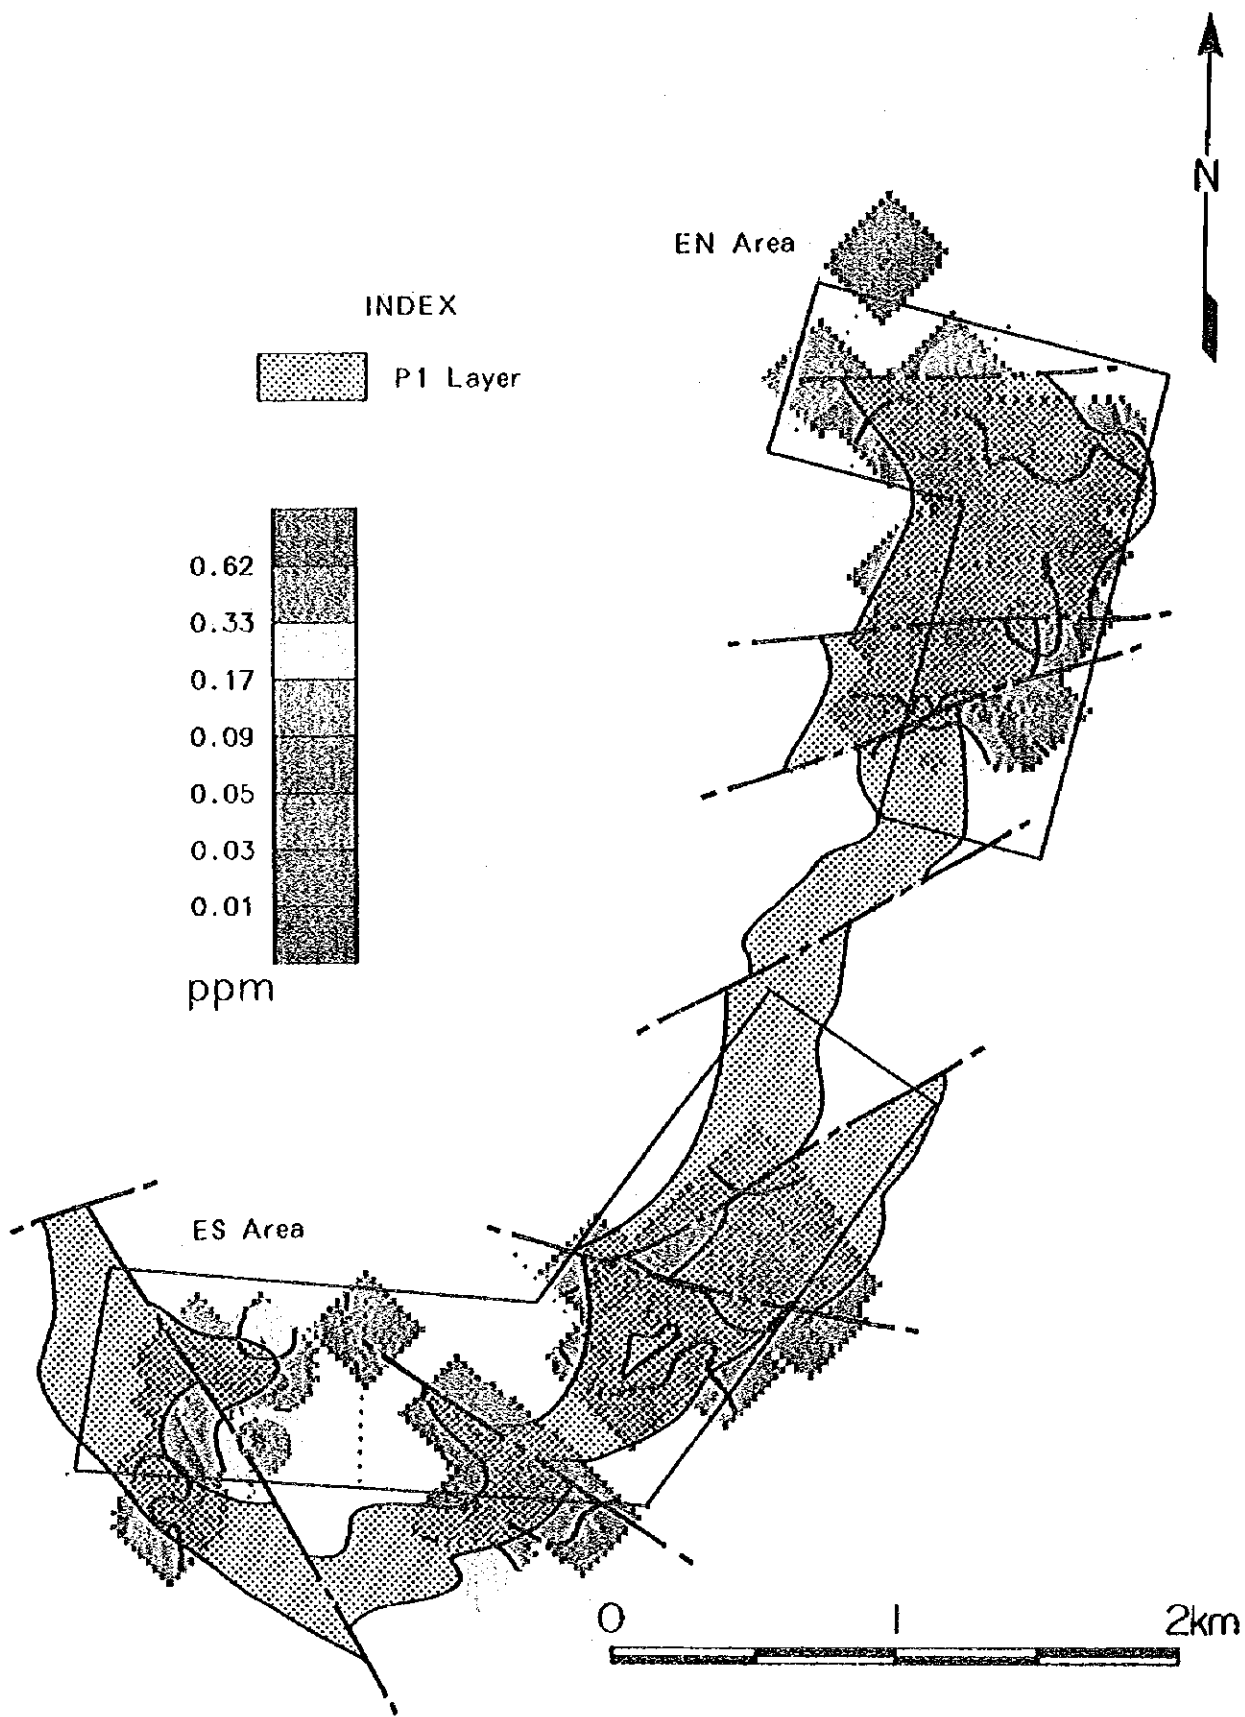 N
EN Area
INDEX
P1 Layer
0.62
0.33
0.17
0.09
0.05
0.03
0.01
ppm
ES Area
0 1 2km